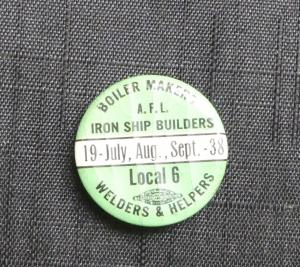 BOILER MAKERS
A.F.L.
IRON SHIP BUILDERS
19-July, Aug., Sept.-38
Local 6
WELDERS & HELPERS